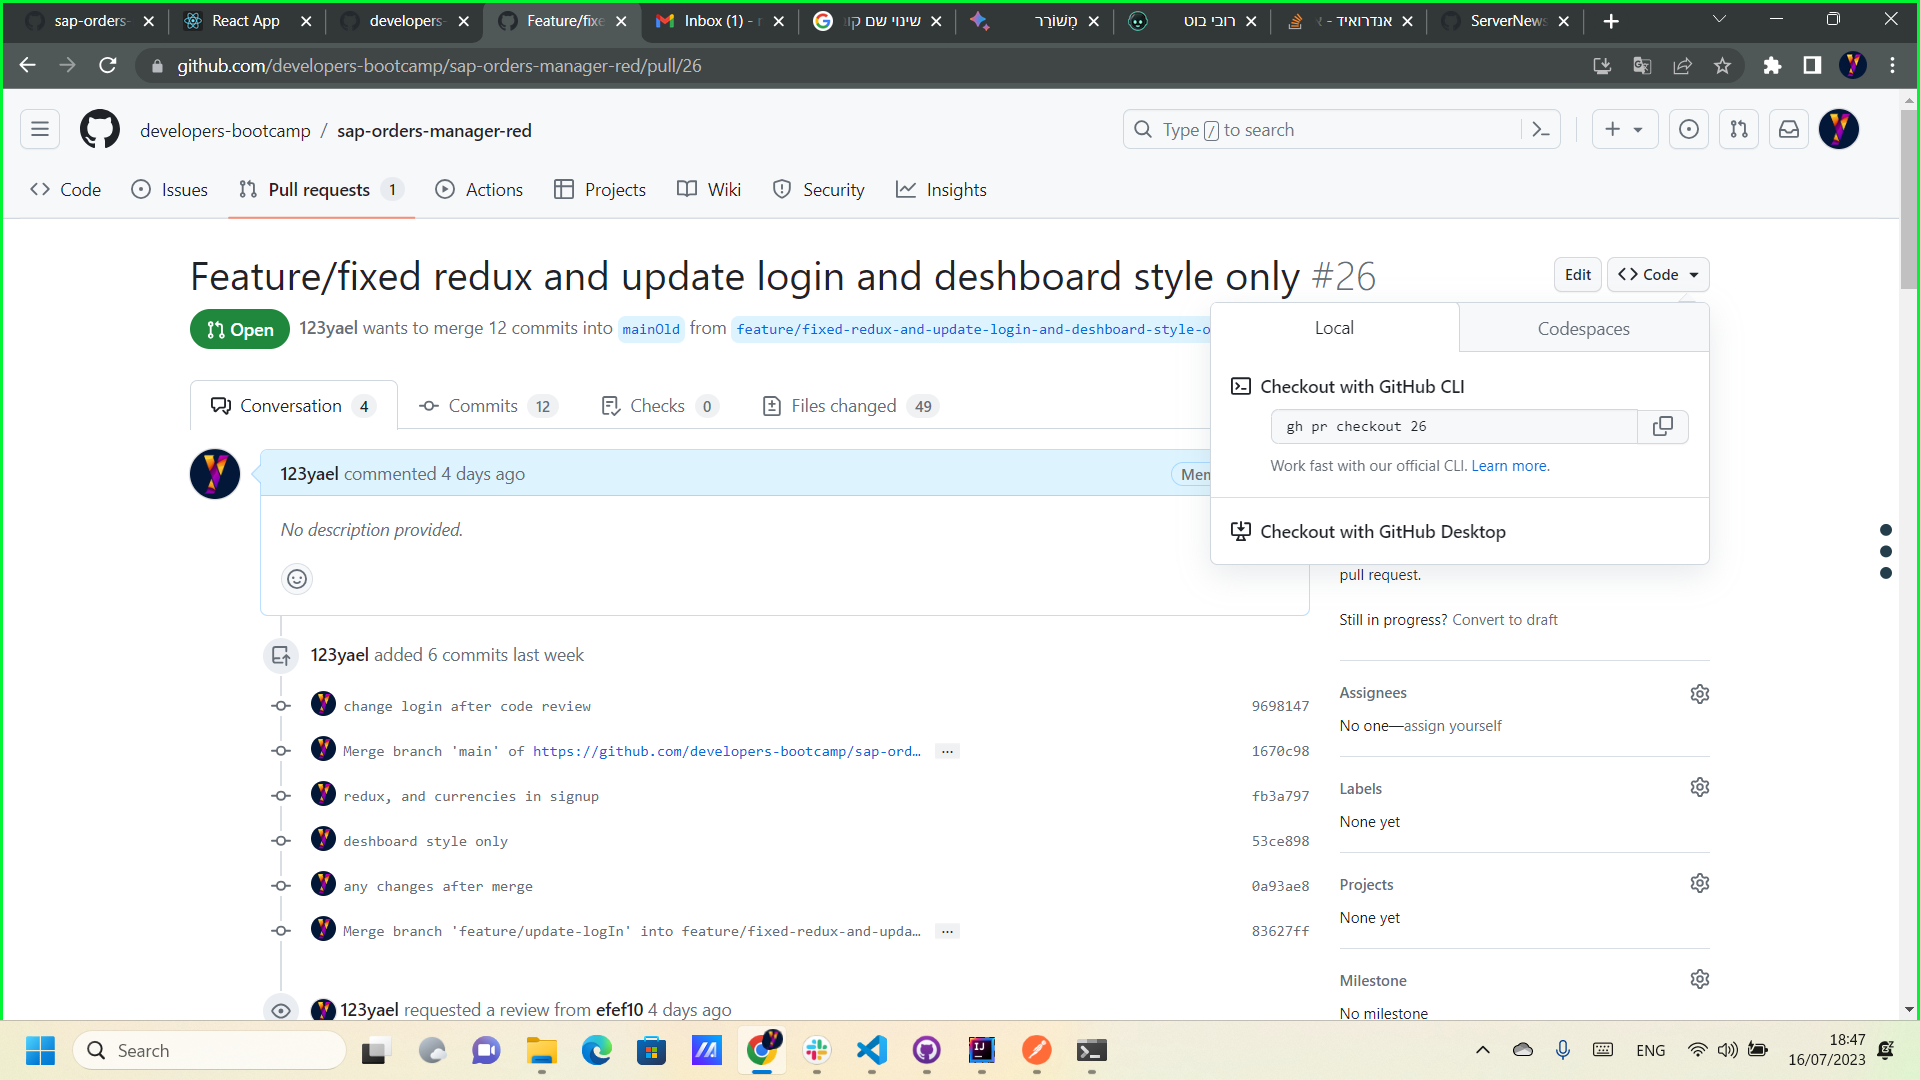 sap-orders-
React App
developers-
Feature/fixe
Inbox (1) -
שינוי שם קוב
מְשׁוֹרֵר
רובי בוט
אנדרואיד -
ServerNews
github.com/developers-bootcamp/sap-orders-manager-red/pull/26
developers-bootcamp / sap-orders-manager-red
Type / to search
Code
Issues
Pull requests 1
Actions
Projects
Wiki
Security
Insights
Feature/fixed redux and update login and deshboard style only #26
Edit
Code
Open
123yael wants to merge 12 commits into mainOld from feature/fixed-redux-and-update-login-and-deshboard-style-o
Local
Codespaces
Checkout with GitHub CLI
gh pr checkout 26
Work fast with our official CLI. Learn more.
Checkout with GitHub Desktop
Conversation 4
Commits 12
Checks 0
Files changed 49
123yael commented 4 days ago
Mem
No description provided.
pull request.
Still in progress? Convert to draft
123yael added 6 commits last week
change login after code review 9698147
Merge branch 'main' of https://github.com/developers-bootcamp/sap-ord… ... 1670c98
redux, and currencies in signup fb3a797
deshboard style only 53ce898
any changes after merge 0a93ae8
Merge branch 'feature/update-logIn' into feature/fixed-redux-and-upda… ... 83627ff
123yael requested a review from efef10 4 days ago
Assignees
No one—assign yourself
Labels
None yet
Projects
None yet
Milestone
No milestone
Search
ENG
18:47
16/07/2023